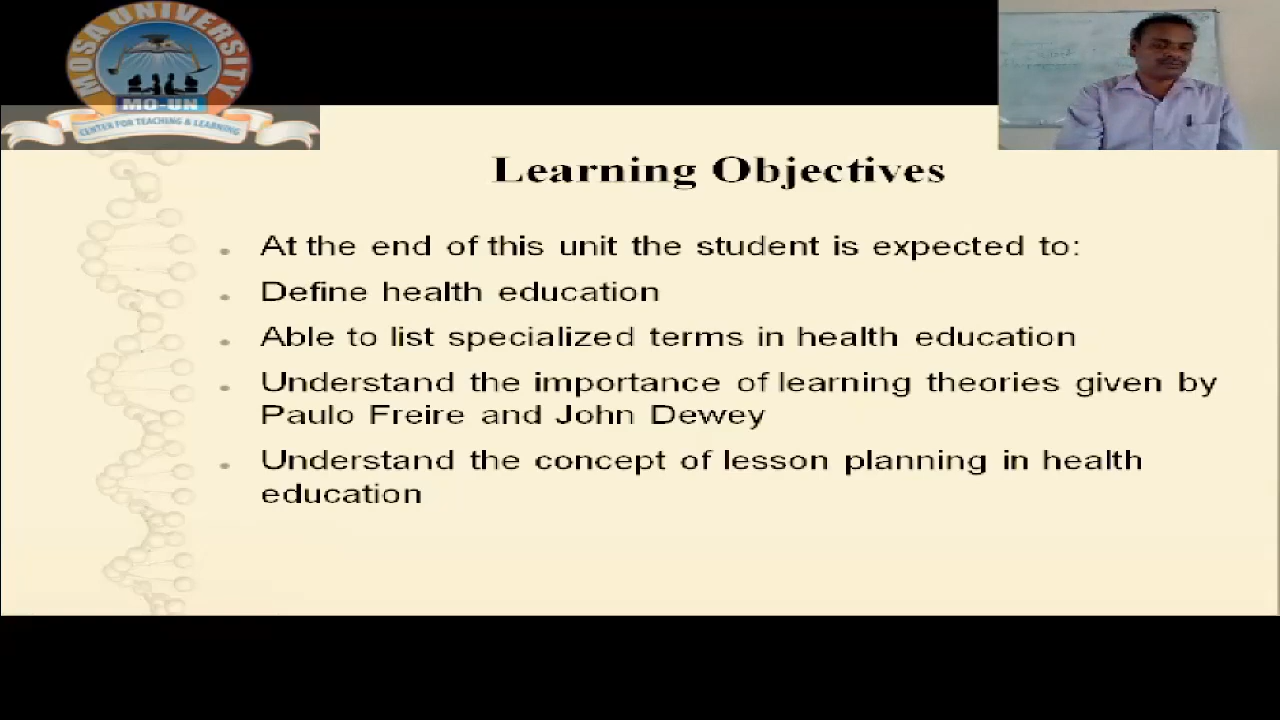 MOSA UNIVERSITY
MO-UN
CENTER FOR TEACHING & LEARNING
Learning Objectives
At the end of this unit the student is expected to:
Define health education
Able to list specialized terms in health education
Understand the importance of learning theories given by
Paulo Freire and John Dewey
Understand the concept of lesson planning in health
education